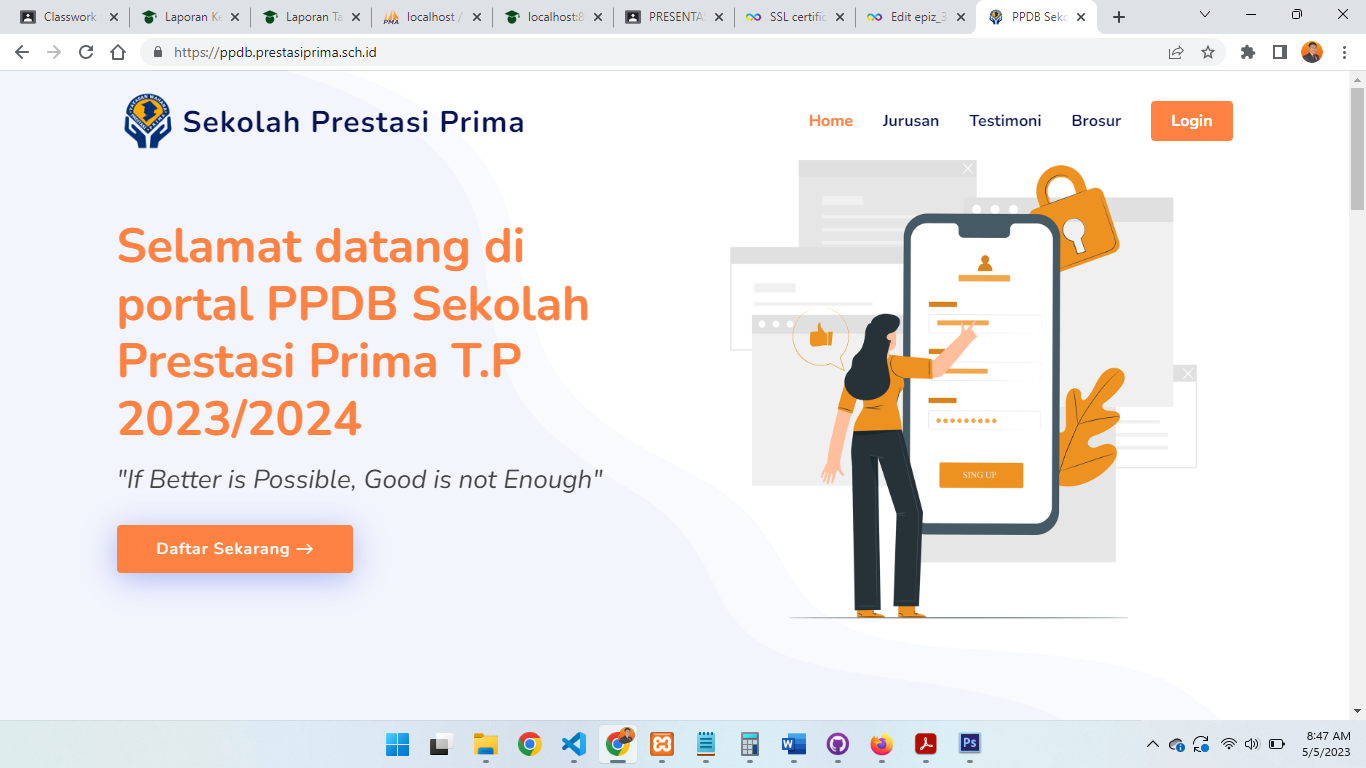 Classwork
Laporan Ke
Laporan Ta
localhost /
localhost:8
PRESENTAS
SSL certific
Edit epiz_3
PPDB Seko
https://ppdb.prestasiprima.sch.id
Sekolah Prestasi Prima
Home
Jurusan
Testimoni
Brosur
Login
Selamat datang di
portal PPDB Sekolah
Prestasi Prima T.P
2023/2024
"If Better is Possible, Good is not Enough"
Daftar Sekarang →
SING UP
8:47 AM
5/5/2023